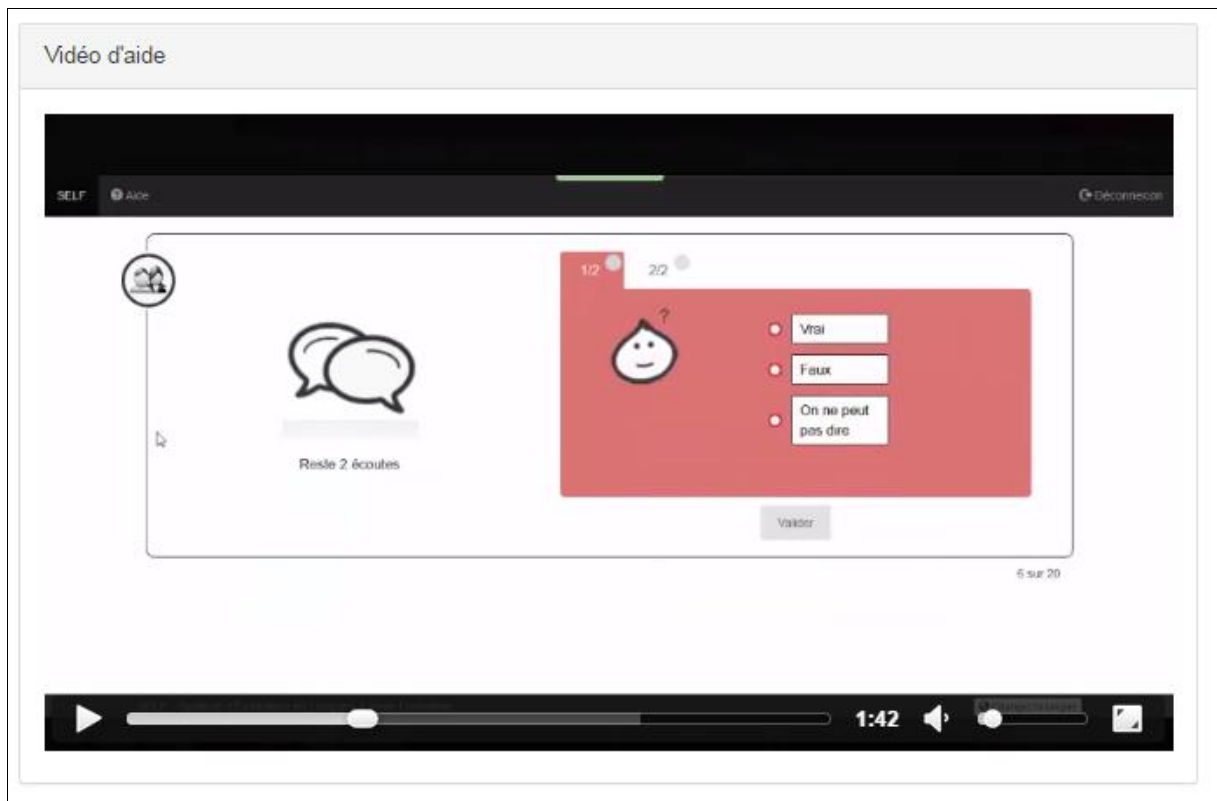 Vidéo d'aide
SELF
Aide
Déconnecon
1/2
2/2
?
Vrai
Faux
On ne peut
pas dire
Reste 2 écoutes
Valider
6 sur 20
1:42